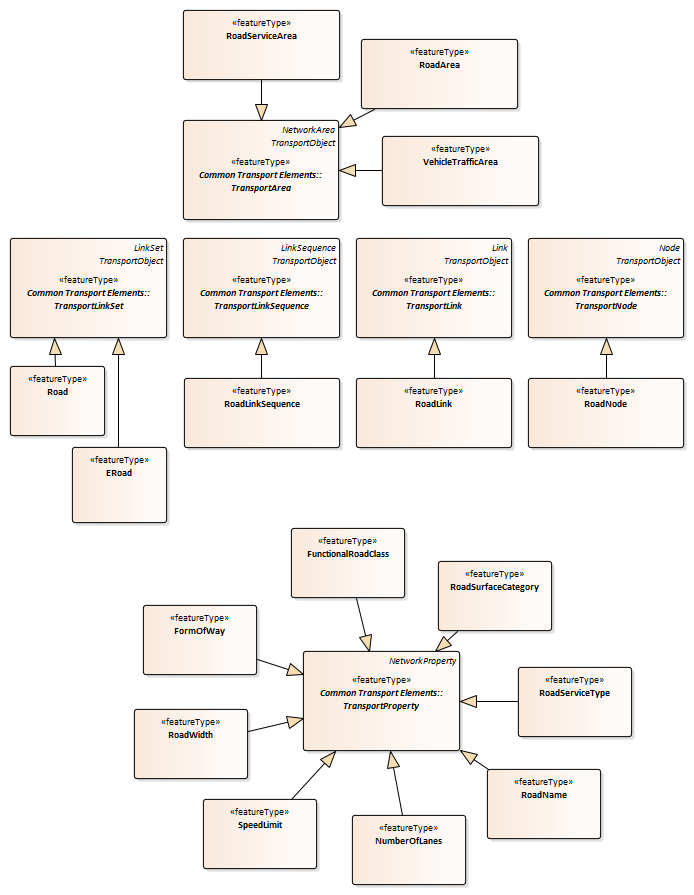 «featureType»
RoadServiceArea
«featureType»
RoadArea
NetworkArea
TransportObject
«featureType»
Common Transport Elements::
TransportArea
«featureType»
VehicleTrafficArea
LinkSet
TransportObject
«featureType»
Common Transport Elements::
TransportLinkSet
LinkSequence
TransportObject
«featureType»
Common Transport Elements::
TransportLinkSequence
Link
TransportObject
«featureType»
Common Transport Elements::
TransportLink
Node
TransportObject
«featureType»
Common Transport Elements::
TransportNode
«featureType»
Road
«featureType»
RoadLinkSequence
«featureType»
RoadLink
«featureType»
RoadNode
«featureType»
ERoad
«featureType»
FunctionalRoadClass
«featureType»
RoadSurfaceCategory
«featureType»
FormOfWay
NetworkProperty
«featureType»
Common Transport Elements::
TransportProperty
«featureType»
RoadServiceType
«featureType»
RoadWidth
«featureType»
RoadName
«featureType»
SpeedLimit
«featureType»
NumberOfLanes